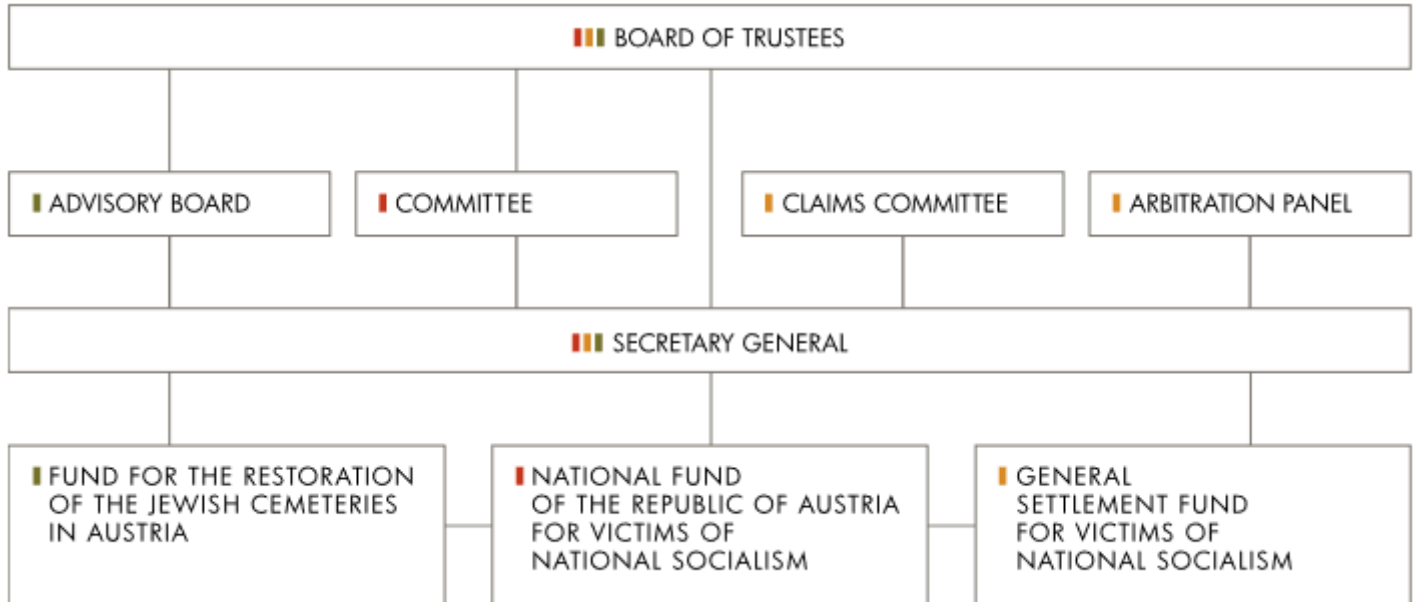 BOARD OF TRUSTEES
ADVISORY BOARD
COMMITTEE
CLAIMS COMMITTEE
ARBITRATION PANEL
SECRETARY GENERAL
FUND FOR THE RESTORATION
OF THE JEWISH CEMETERIES
IN AUSTRIA
NATIONAL FUND
OF THE REPUBLIC OF AUSTRIA
FOR VICTIMS OF
NATIONAL SOCIALISM
GENERAL
SETTLEMENT FUND
FOR VICTIMS OF
NATIONAL SOCIALISM